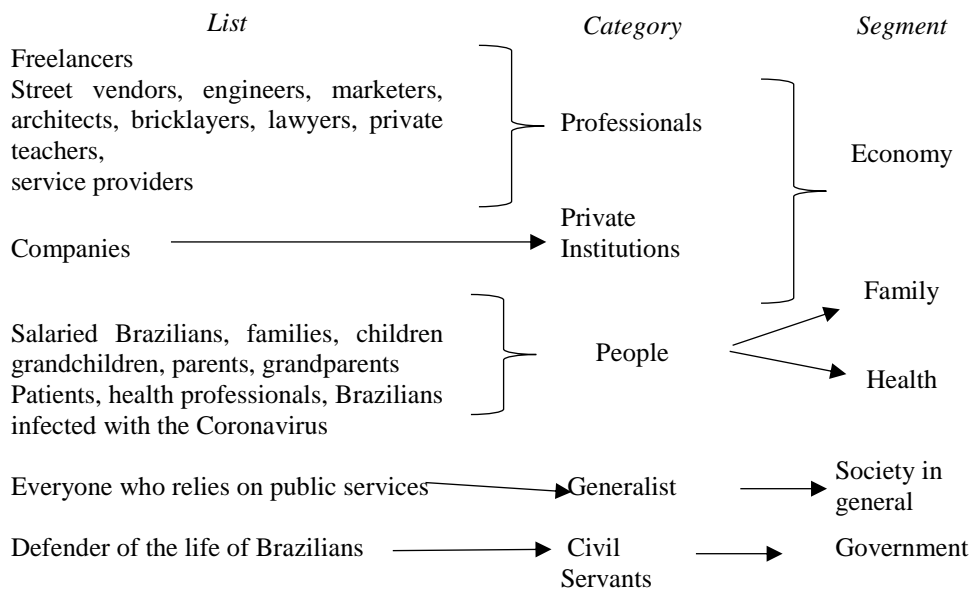 List Category Segment
Freelancers
Street vendors, engineers, marketers,
architects, bricklayers, lawyers, private
teachers,
service providers
Professionals
Economy
Companies
Private
Institutions
Family
Salaried Brazilians, families, children
grandchildren, parents, grandparents
Patients, health professionals, Brazilians
infected with the Coronavirus
People
Health
Everyone who relies on public services
Generalist
Society in
general
Defender of the life of Brazilians
Civil
Servants
Government